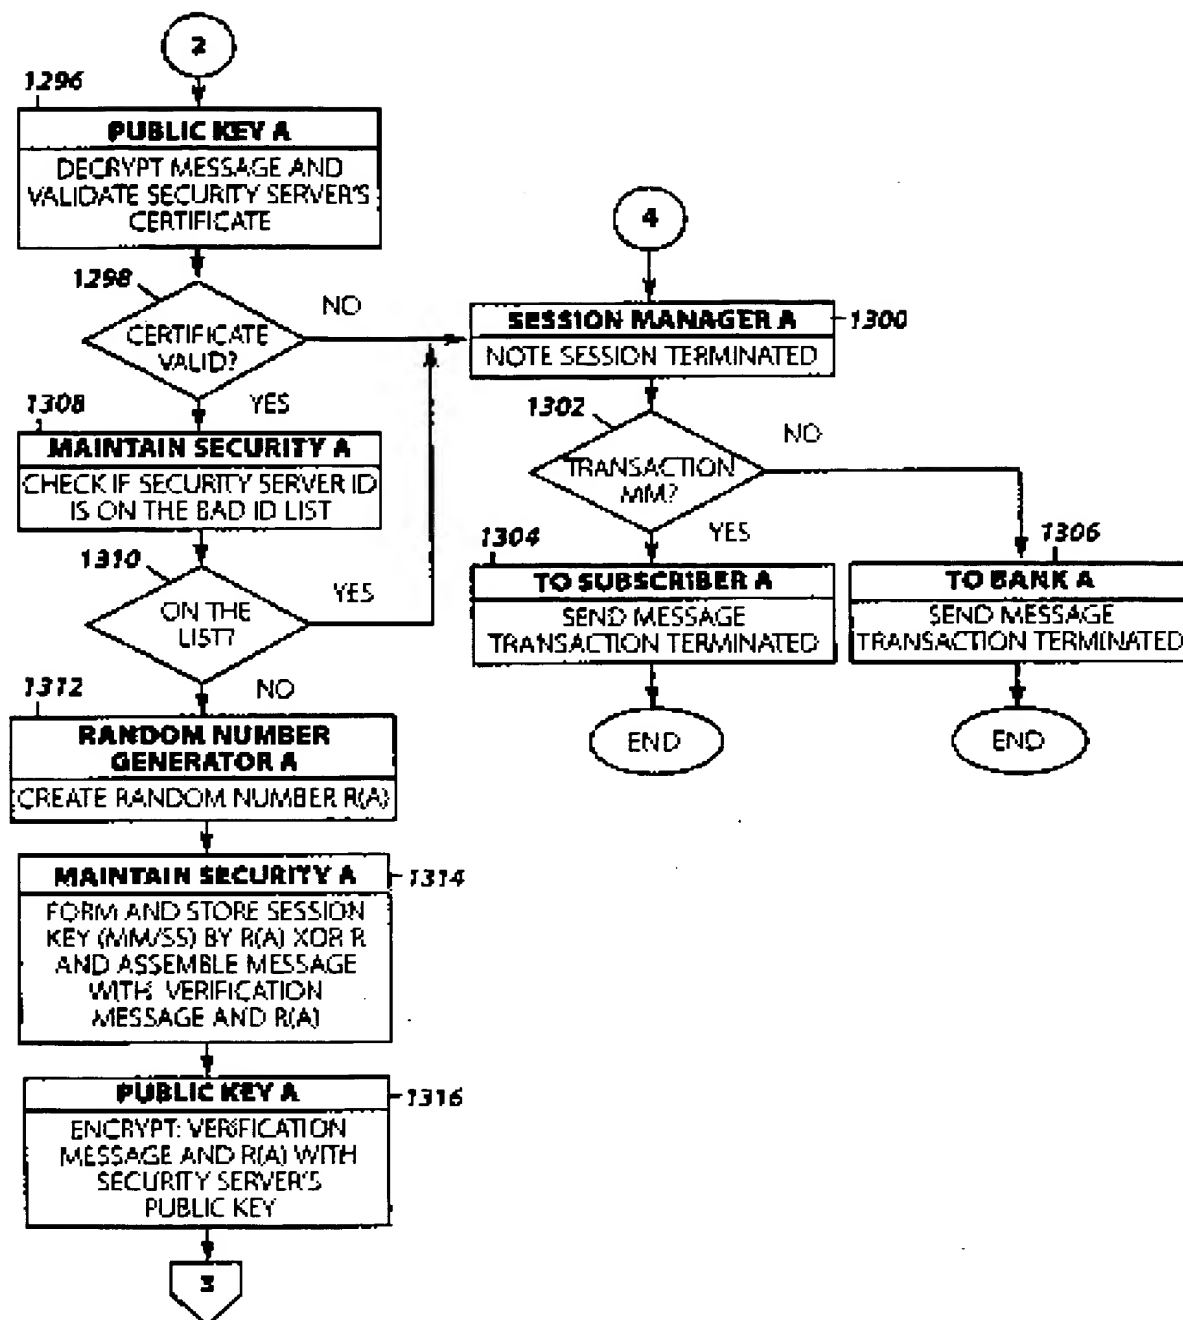 2
1296
PUBLIC KEY A
DECRYPT MESSAGE AND
VALIDATE SECURITY SERVER'S
CERTIFICATE
1298
CERTIFICATE
VALID?
NO
YES
1308
MAINTAIN SECURITY A
CHECK IF SECURITY SERVER ID
IS ON THE BAD ID LIST
1310
ON THE
LIST?
YES
NO
1312
RANDOM NUMBER
GENERATOR A
CREATE RANDOM NUMBER R(A)
MAINTAIN SECURITY A
1314
FORM AND STORE SESSION
KEY (MM/SS) BY R(A) XOR R
AND ASSEMBLE MESSAGE
WITH: VERIFICATION
MESSAGE AND R(A)
PUBLIC KEY A
1316
ENCRYPT: VERIFICATION
MESSAGE AND R(A) WITH
SECURITY SERVER'S
PUBLIC KEY
3
4
SESSION MANAGER A
1300
NOTE SESSION TERMINATED
1302
TRANSACTION
MM?
NO
YES
1304
TO SUBSCRIBER A
SEND MESSAGE
TRANSACTION TERMINATED
END
1306
TO BANK A
SEND MESSAGE
TRANSACTION TERMINATED
END